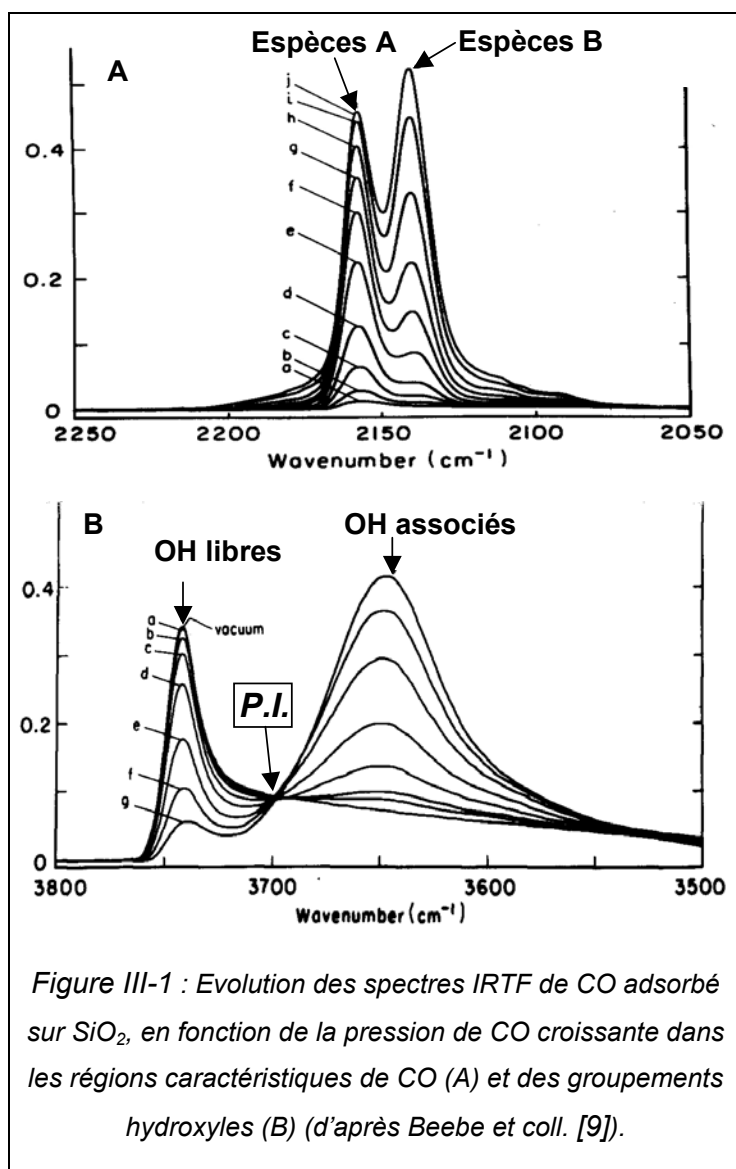 Espèces A
Espèces B
A
j
i
h
g
f
e
d
c
b
a
0.4
0.2
0
2250
2200
2150
2100
2050
Wavenumber (cm⁻¹)
B
OH libres
OH associés
a
vacuum
b
c
d
e
f
g
P.I.
0.4
0.2
0
3800
3700
3600
3500
Wavenumber (cm⁻¹)
Figure III-1 : Evolution des spectres IRTF de CO adsorbé
sur SiO₂, en fonction de la pression de CO croissante dans
les régions caractéristiques de CO (A) et des groupements
hydroxyles (B) (d'après Beebe et coll. [9]).